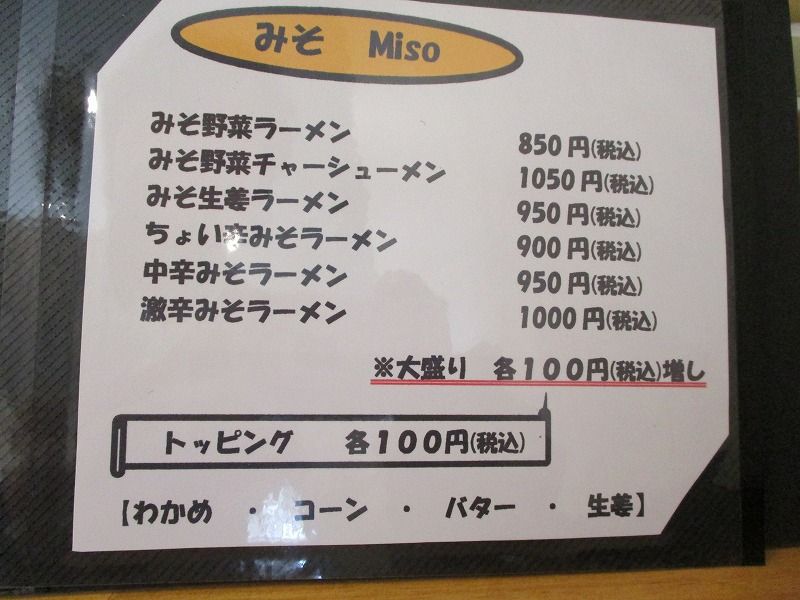 みそ Miso
みそ野菜ラーメン 850円(税込)
みそ野菜チャーシューメン 1050円(税込)
みそ生姜ラーメン 950円(税込)
ちょい辛みそラーメン 900円(税込)
中辛みそラーメン 950円(税込)
激辛みそラーメン 1000円(税込)
※大盛り 各100円(税込)増し
トッピング 各100円(税込)
【わかめ ・ コーン ・ バター ・ 生姜】